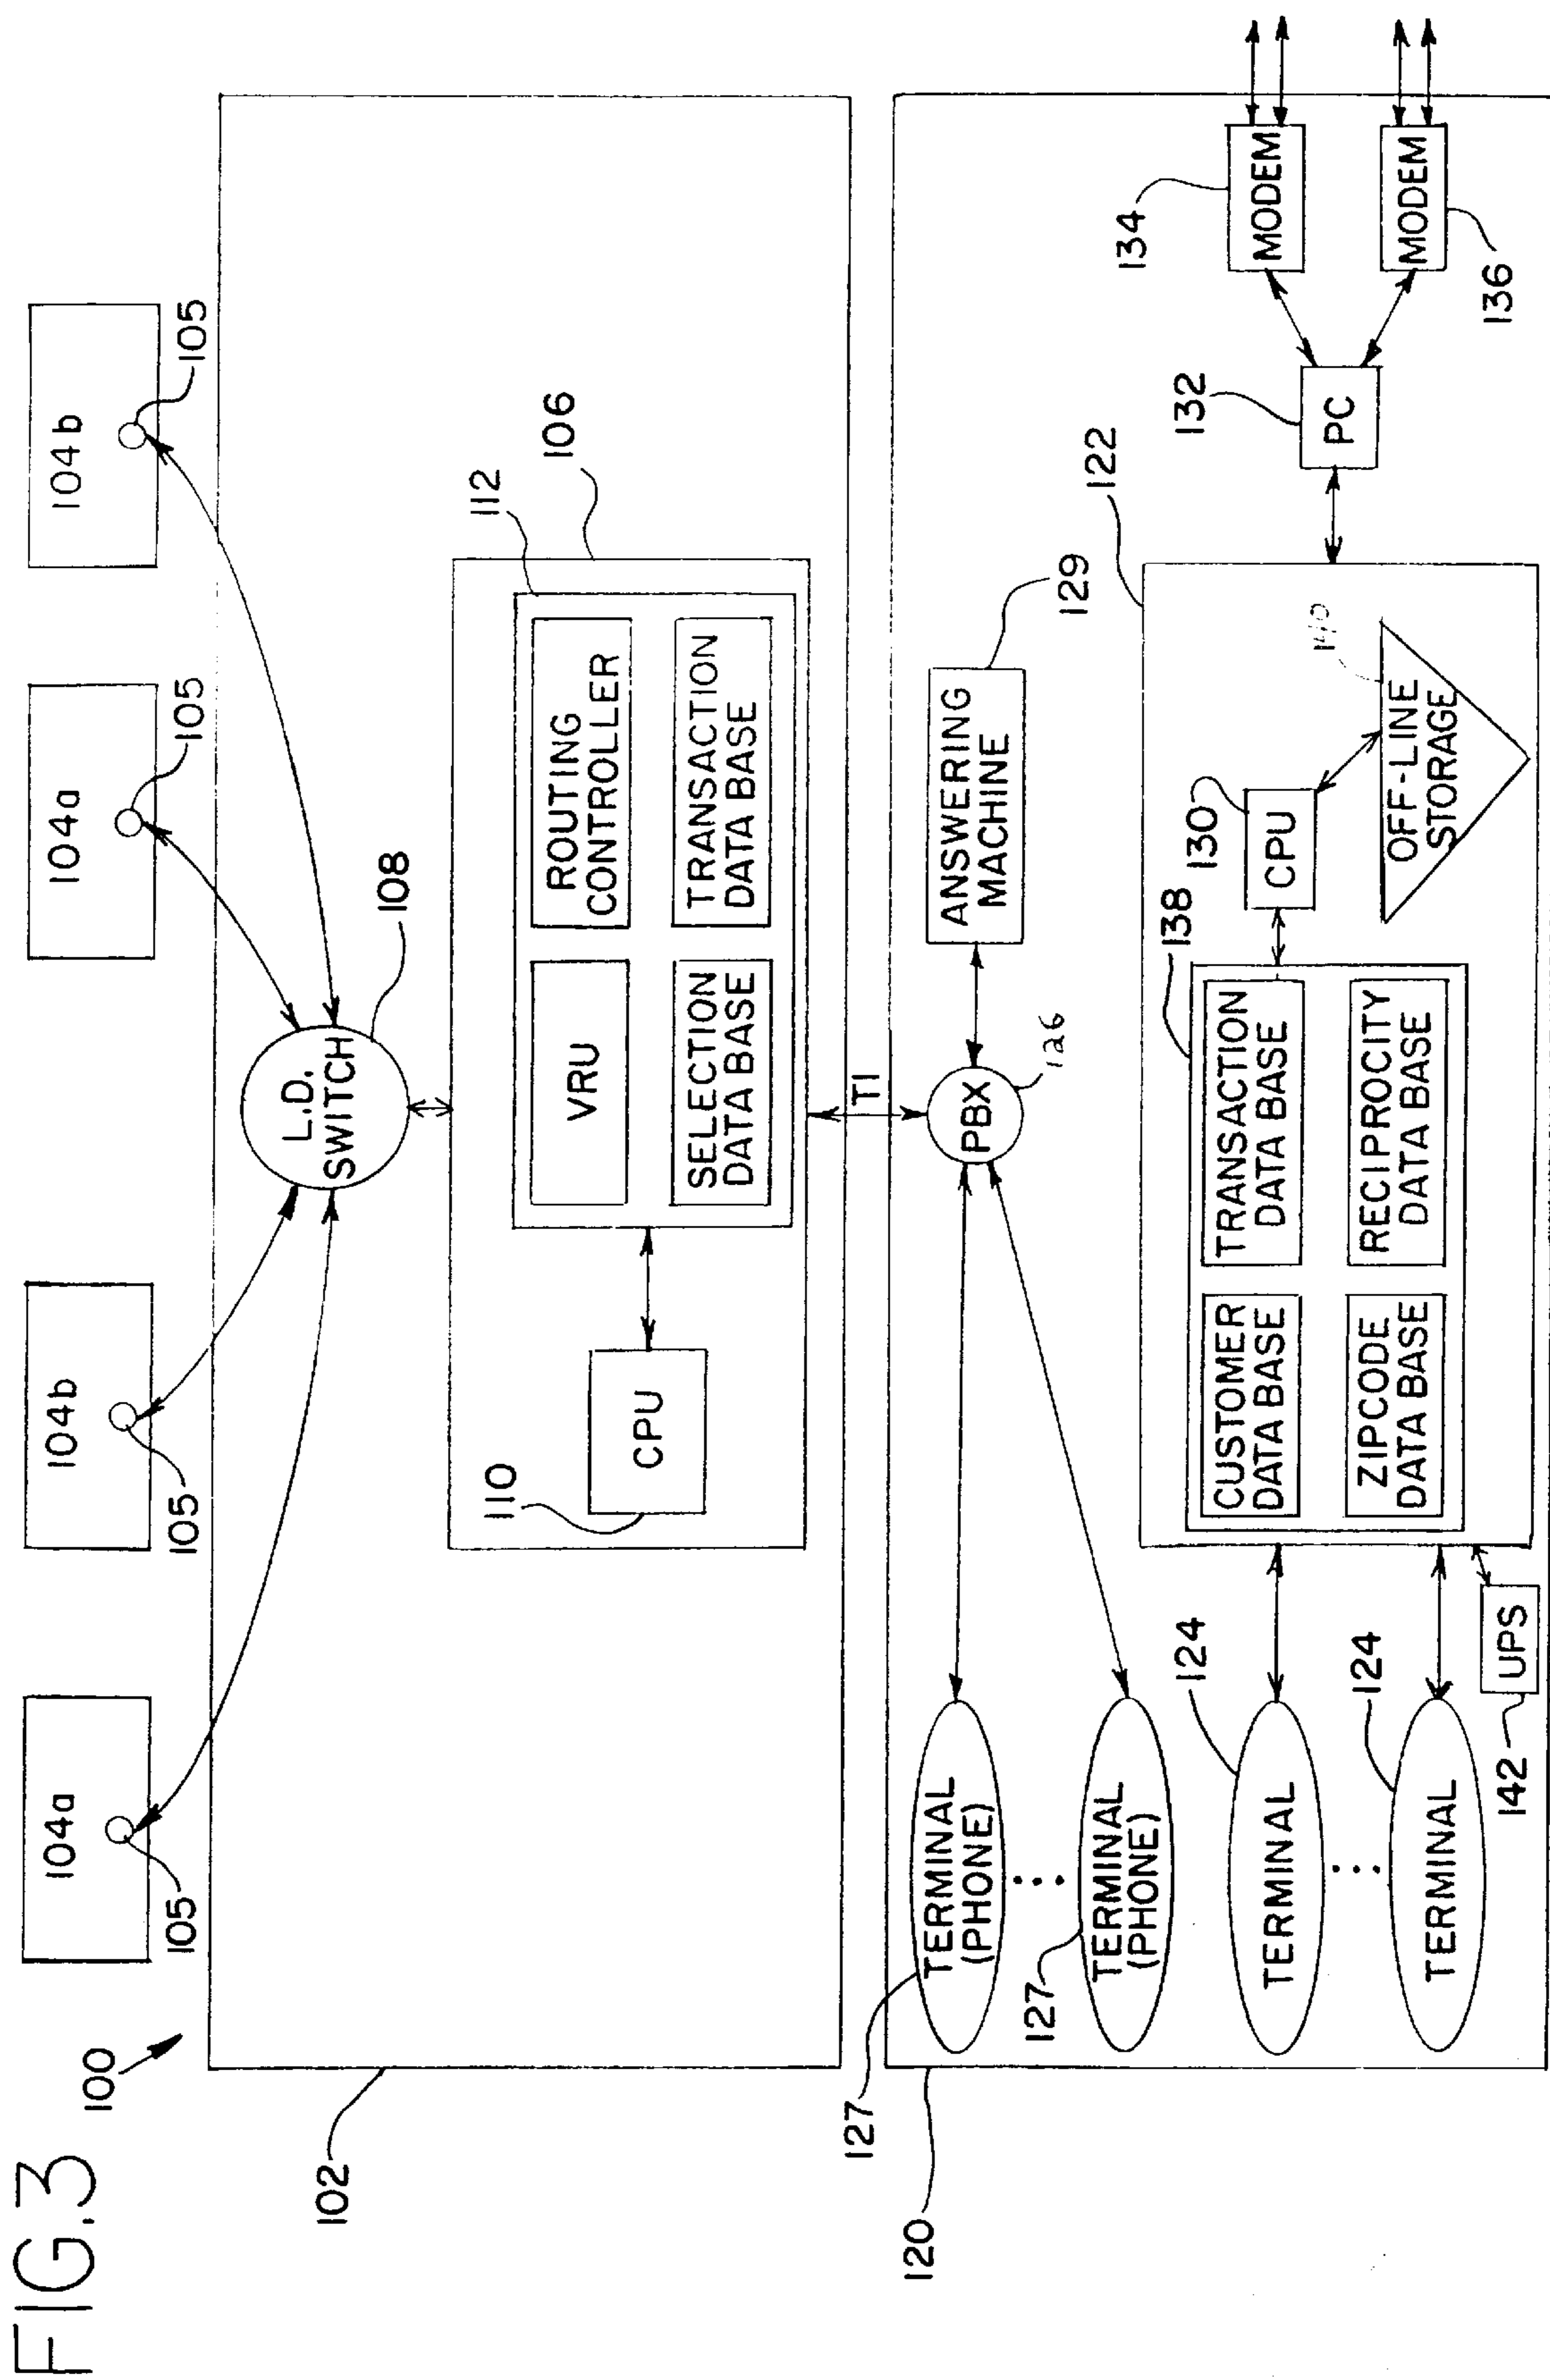 FIG.3
100
104a
105
104b
105
104a
105
104b
105
102
L.D.
SWITCH
108
106
110
CPU
112
VRU
ROUTING
CONTROLLER
SELECTION
DATA BASE
TRANSACTION
DATA BASE
T1
120
127
TERMINAL
(PHONE)
127
TERMINAL
(PHONE)
PBX
126
ANSWERING
MACHINE
129
124
TERMINAL
124
TERMINAL
142
UPS
122
138
CUSTOMER
DATA BASE
TRANSACTION
DATA BASE
ZIPCODE
DATA BASE
RECIPROCITY
DATA BASE
130
CPU
140
OFF-LINE
STORAGE
132
PC
134
MODEM
136
MODEM